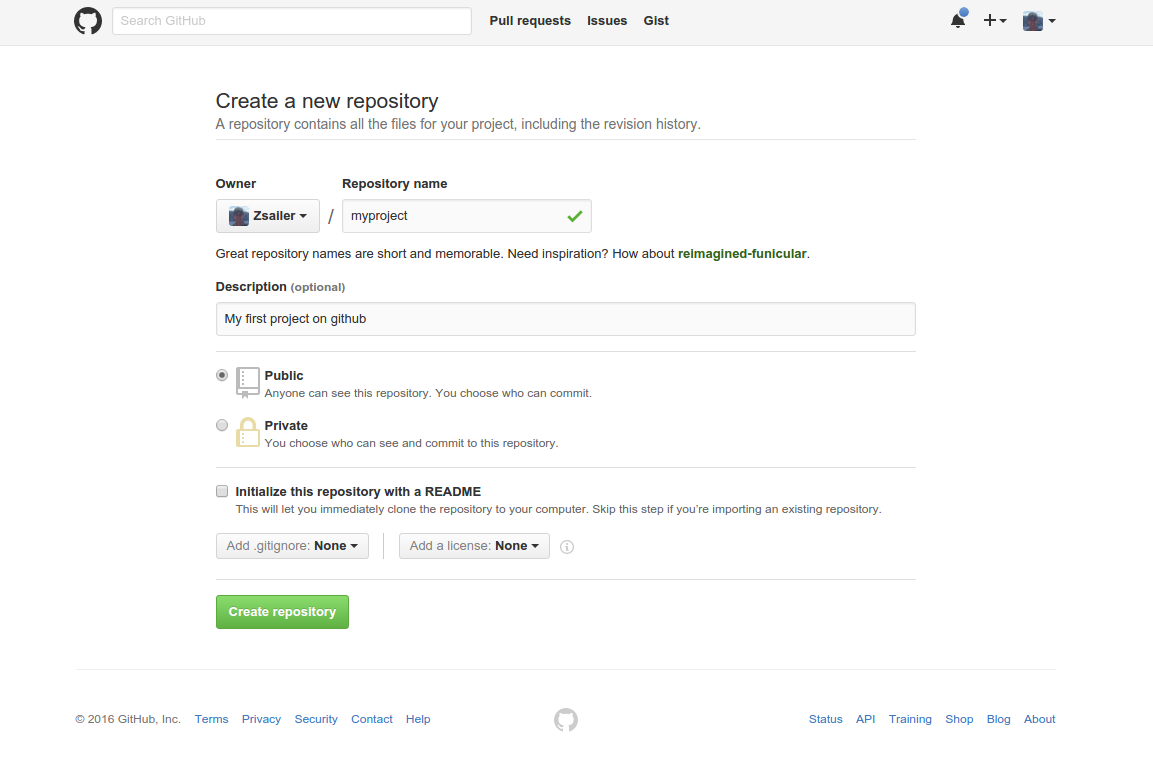 Search GitHub Pull requests Issues Gist
Create a new repository
A repository contains all the files for your project, including the revision history.
Owner Repository name
Zsailer / myproject
Great repository names are short and memorable. Need inspiration? How about reimagined-funicular.
Description (optional)
My first project on github
Public
Anyone can see this repository. You choose who can commit.
Private
You choose who can see and commit to this repository.
Initialize this repository with a README
This will let you immediately clone the repository to your computer. Skip this step if you’re importing an existing repository.
Add .gitignore: None Add a license: None
Create repository
© 2016 GitHub, Inc. Terms Privacy Security Contact Help Status API Training Shop Blog About